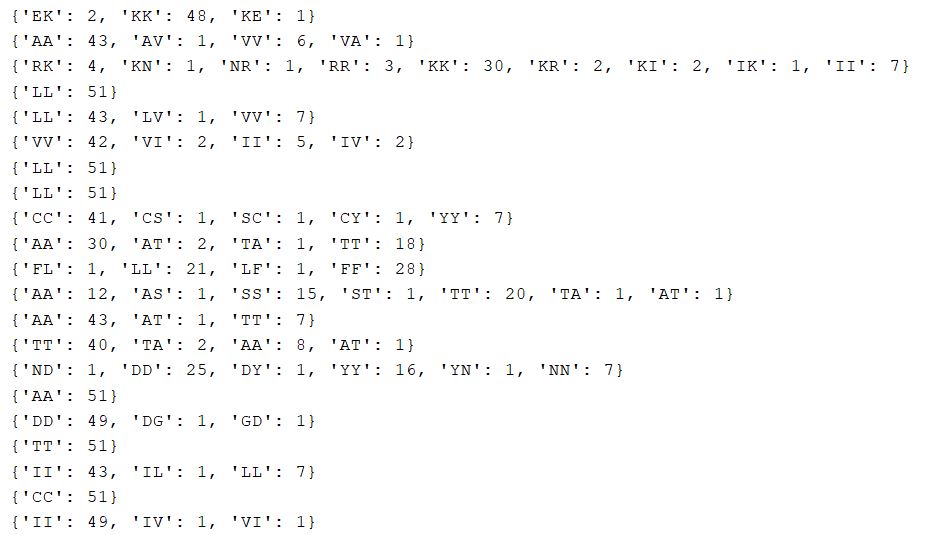 {'EK': 2, 'KK': 48, 'KE': 1}
{'AA': 43, 'AV': 1, 'VV': 6, 'VA': 1}
{'RK': 4, 'KN': 1, 'NR': 1, 'RR': 3, 'KK': 30, 'KR': 2, 'KI': 2, 'IK': 1, 'II': 7}
{'LL': 51}
{'LL': 43, 'LV': 1, 'VV': 7}
{'VV': 42, 'VI': 2, 'II': 5, 'IV': 2}
{'LL': 51}
{'LL': 51}
{'CC': 41, 'CS': 1, 'SC': 1, 'CY': 1, 'YY': 7}
{'AA': 30, 'AT': 2, 'TA': 1, 'TT': 18}
{'FL': 1, 'LL': 21, 'LF': 1, 'FF': 28}
{'AA': 12, 'AS': 1, 'SS': 15, 'ST': 1, 'TT': 20, 'TA': 1, 'AT': 1}
{'AA': 43, 'AT': 1, 'TT': 7}
{'TT': 40, 'TA': 2, 'AA': 8, 'AT': 1}
{'ND': 1, 'DD': 25, 'DY': 1, 'YY': 16, 'YN': 1, 'NN': 7}
{'AA': 51}
{'DD': 49, 'DG': 1, 'GD': 1}
{'TT': 51}
{'II': 43, 'IL': 1, 'LL': 7}
{'CC': 51}
{'II': 49, 'IV': 1, 'VI': 1}